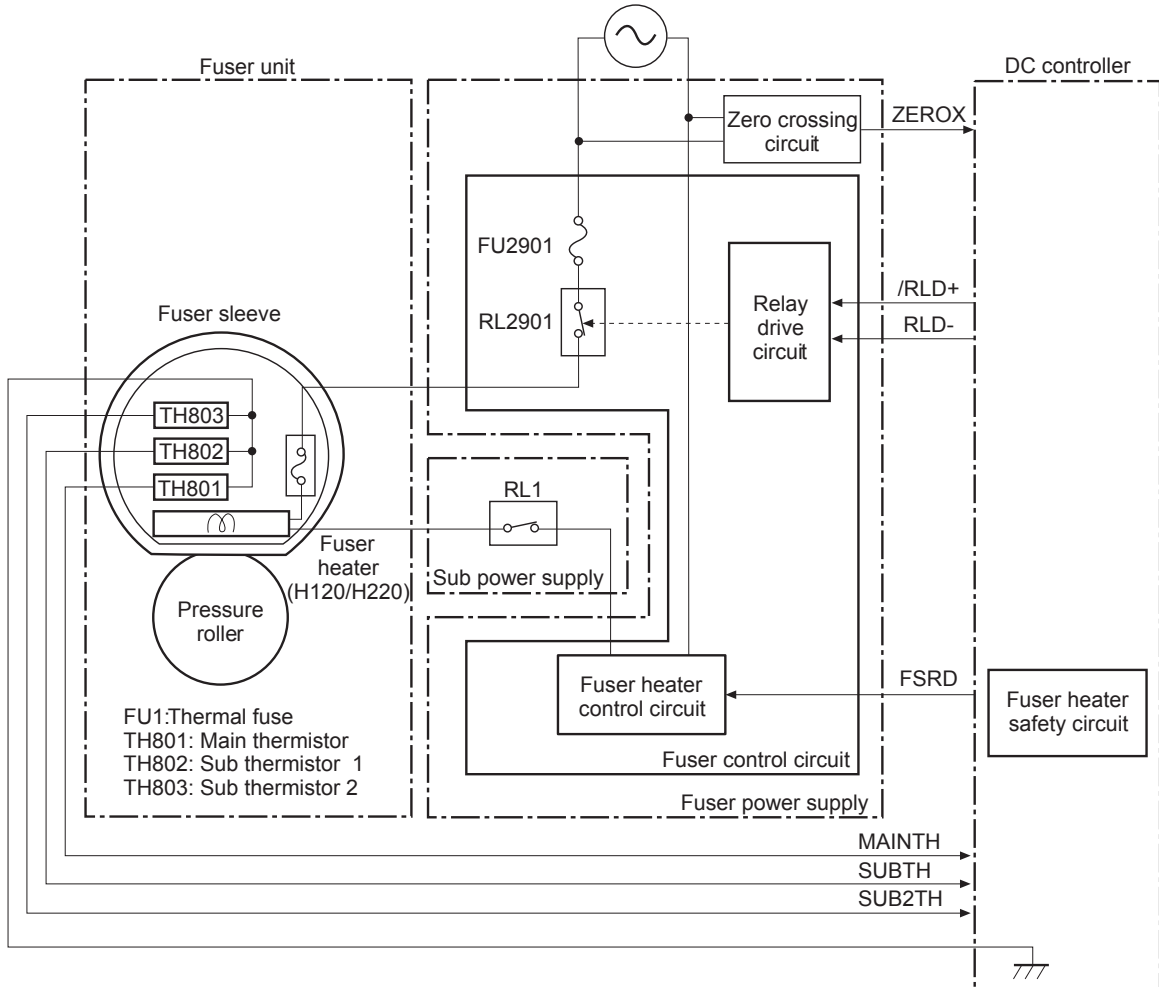 Fuser unit
DC controller
Zero crossing
circuit
ZEROX
FU2901
RL2901
Relay
drive
circuit
/RLD+
RLD-
Fuser sleeve
TH803
TH802
TH801
RL1
Fuser
heater
(H120/H220)
Sub power supply
Pressure
roller
Fuser heater
control circuit
FSRD
Fuser heater
safety circuit
FU1:Thermal fuse
TH801: Main thermistor
TH802: Sub thermistor 1
TH803: Sub thermistor 2
Fuser control circuit
Fuser power supply
MAINTH
SUBTH
SUB2TH